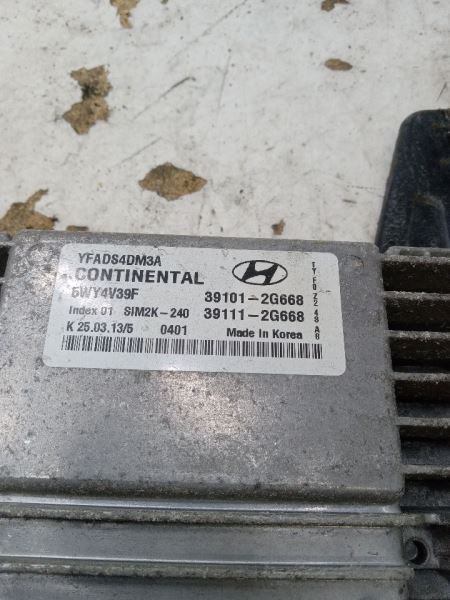 YFADS4DM3A
CONTINENTAL
5WY4V39F 39101-2G668
Index 01 SIM2K-240 39111-2G668
K 25.03.13/5 0401 Made in Korea